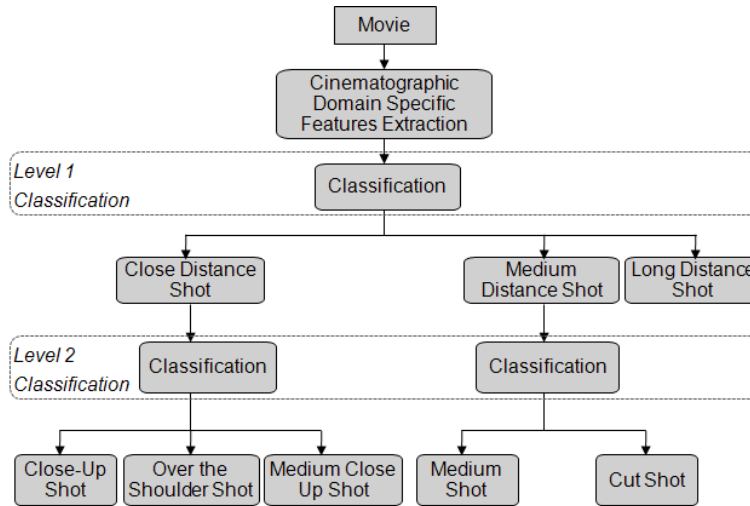 Movie
Cinematographic
Domain Specific
Features Extraction
Level 1
Classification
Classification
Close Distance
Shot
Medium
Distance Shot
Long Distance
Shot
Level 2
Classification
Classification
Classification
Close-Up
Shot
Over the
Shoulder Shot
Medium Close
Up Shot
Medium
Shot
Cut Shot